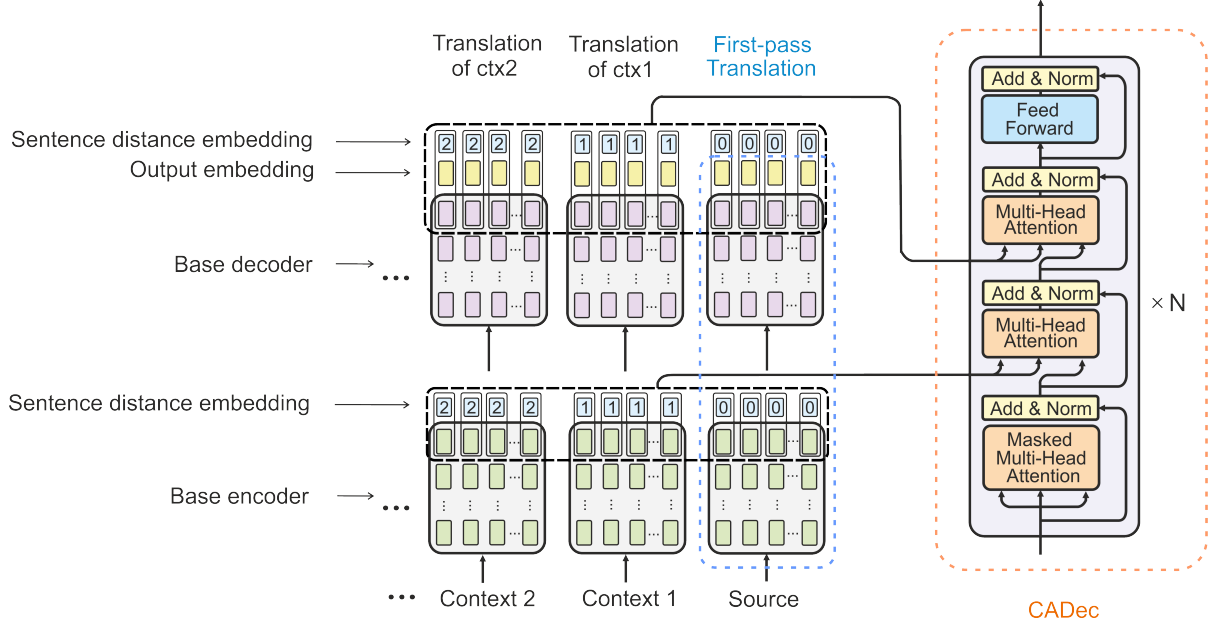 Translation of ctx2
Translation of ctx1
First-pass Translation
Sentence distance embedding
2 2 2 2 1 1 1 1 0 0 0 0
Output embedding
...
... ... ...
Base decoder
...
Sentence distance embedding
2 2 2 2 1 1 1 1 0 0 0 0
Base encoder
...
... Context 2 Context 1 Source
Add & Norm
Feed
Forward
Add & Norm
Multi-Head
Attention
Add & Norm
Multi-Head
Attention
Add & Norm
Masked
Multi-Head
Attention
× N
CADec